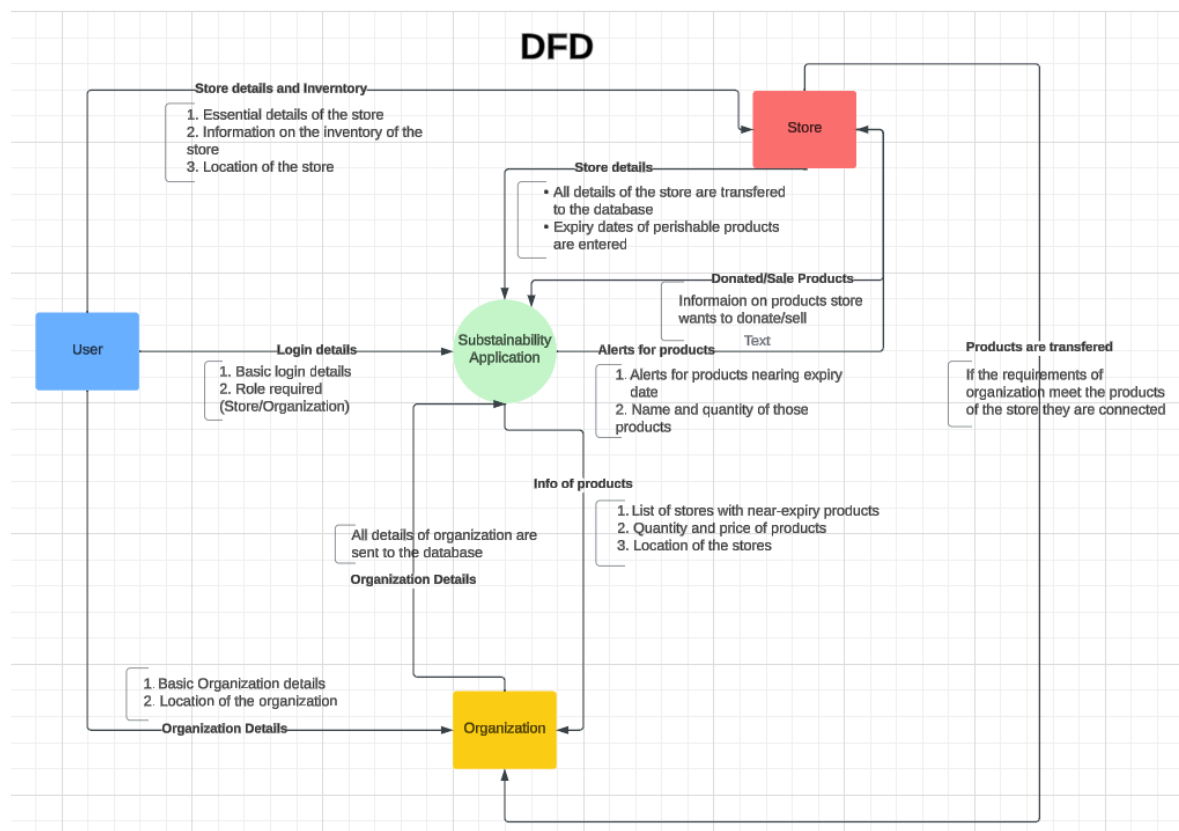 DFD
Store details and Inverntory
1. Essential details of the store
2. Information on the inventory of the
store
3. Location of the store
Store
Store details
▪ All details of the store are transfered
to the database
▪ Expiry dates of perishable products
are entered
Donated/Sale Products
Informaion on products store
wants to donate/sell
Text
User
Login details
1. Basic login details
2. Role required
(Store/Organization)
Substainability
Application
Alerts for products
1. Alerts for products nearing expiry
date
2. Name and quantity of those
products
Products are transfered
If the requirements of
organization meet the products
of the store they are connected
Info of products
1. List of stores with near-expiry products
2. Quantity and price of products
3. Location of the stores
All details of organization are
sent to the database
Organization Details
1. Basic Organization details
2. Location of the organization
Organization Details
Organization